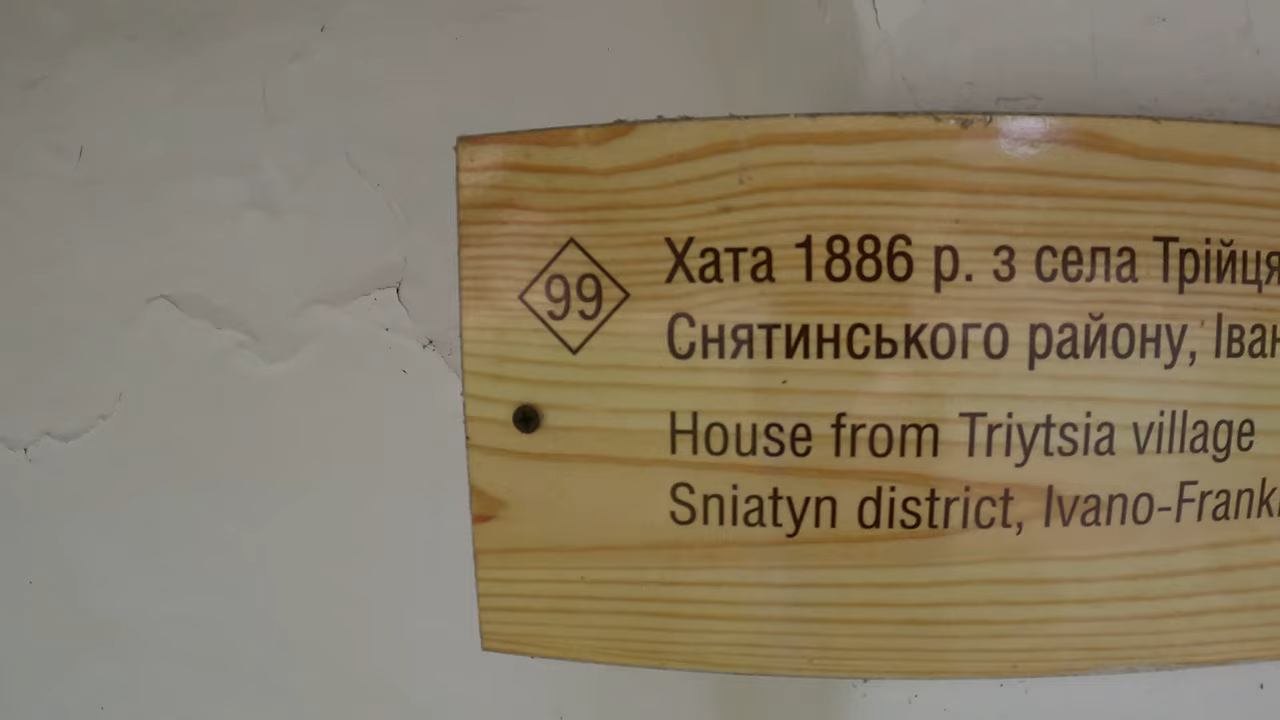 99
Хата 1886 р. з села Трійця
Снятинського району, Іван
House from Triytsia village
Sniatyn district, Ivano-Frank